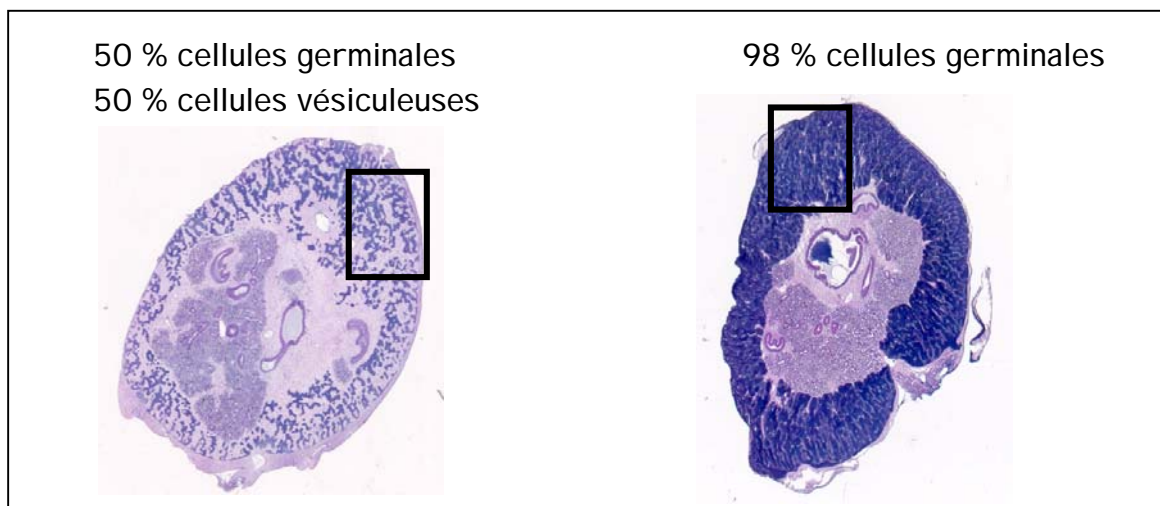 50 % cellules germinales
50 % cellules vésiculeuses
98 % cellules germinales